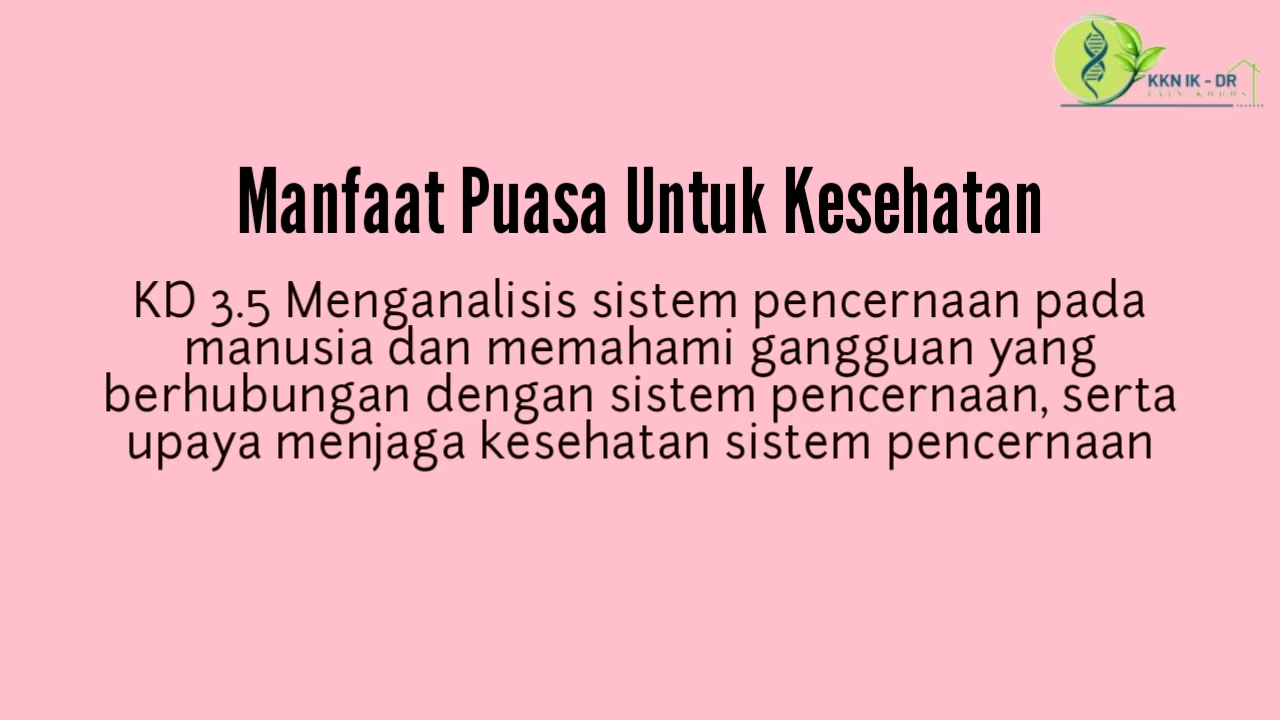 KKN IK - DR
Manfaat Puasa Untuk Kesehatan
KD 3.5 Menganalisis sistem pencernaan pada
manusia dan memahami gangguan yang
berhubungan dengan sistem pencernaan, serta
upaya menjaga kesehatan sistem pencernaan